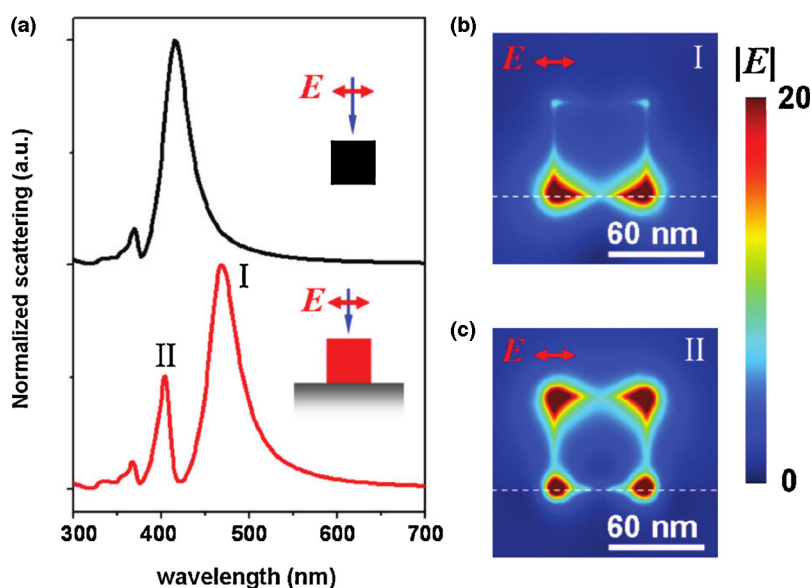 (a)
Normalized scattering (a.u.)
E
I
E
II
300 400 500 600 700
wavelength (nm)
(b)
E I
60 nm
(c)
E II
60 nm
|E|
20
0